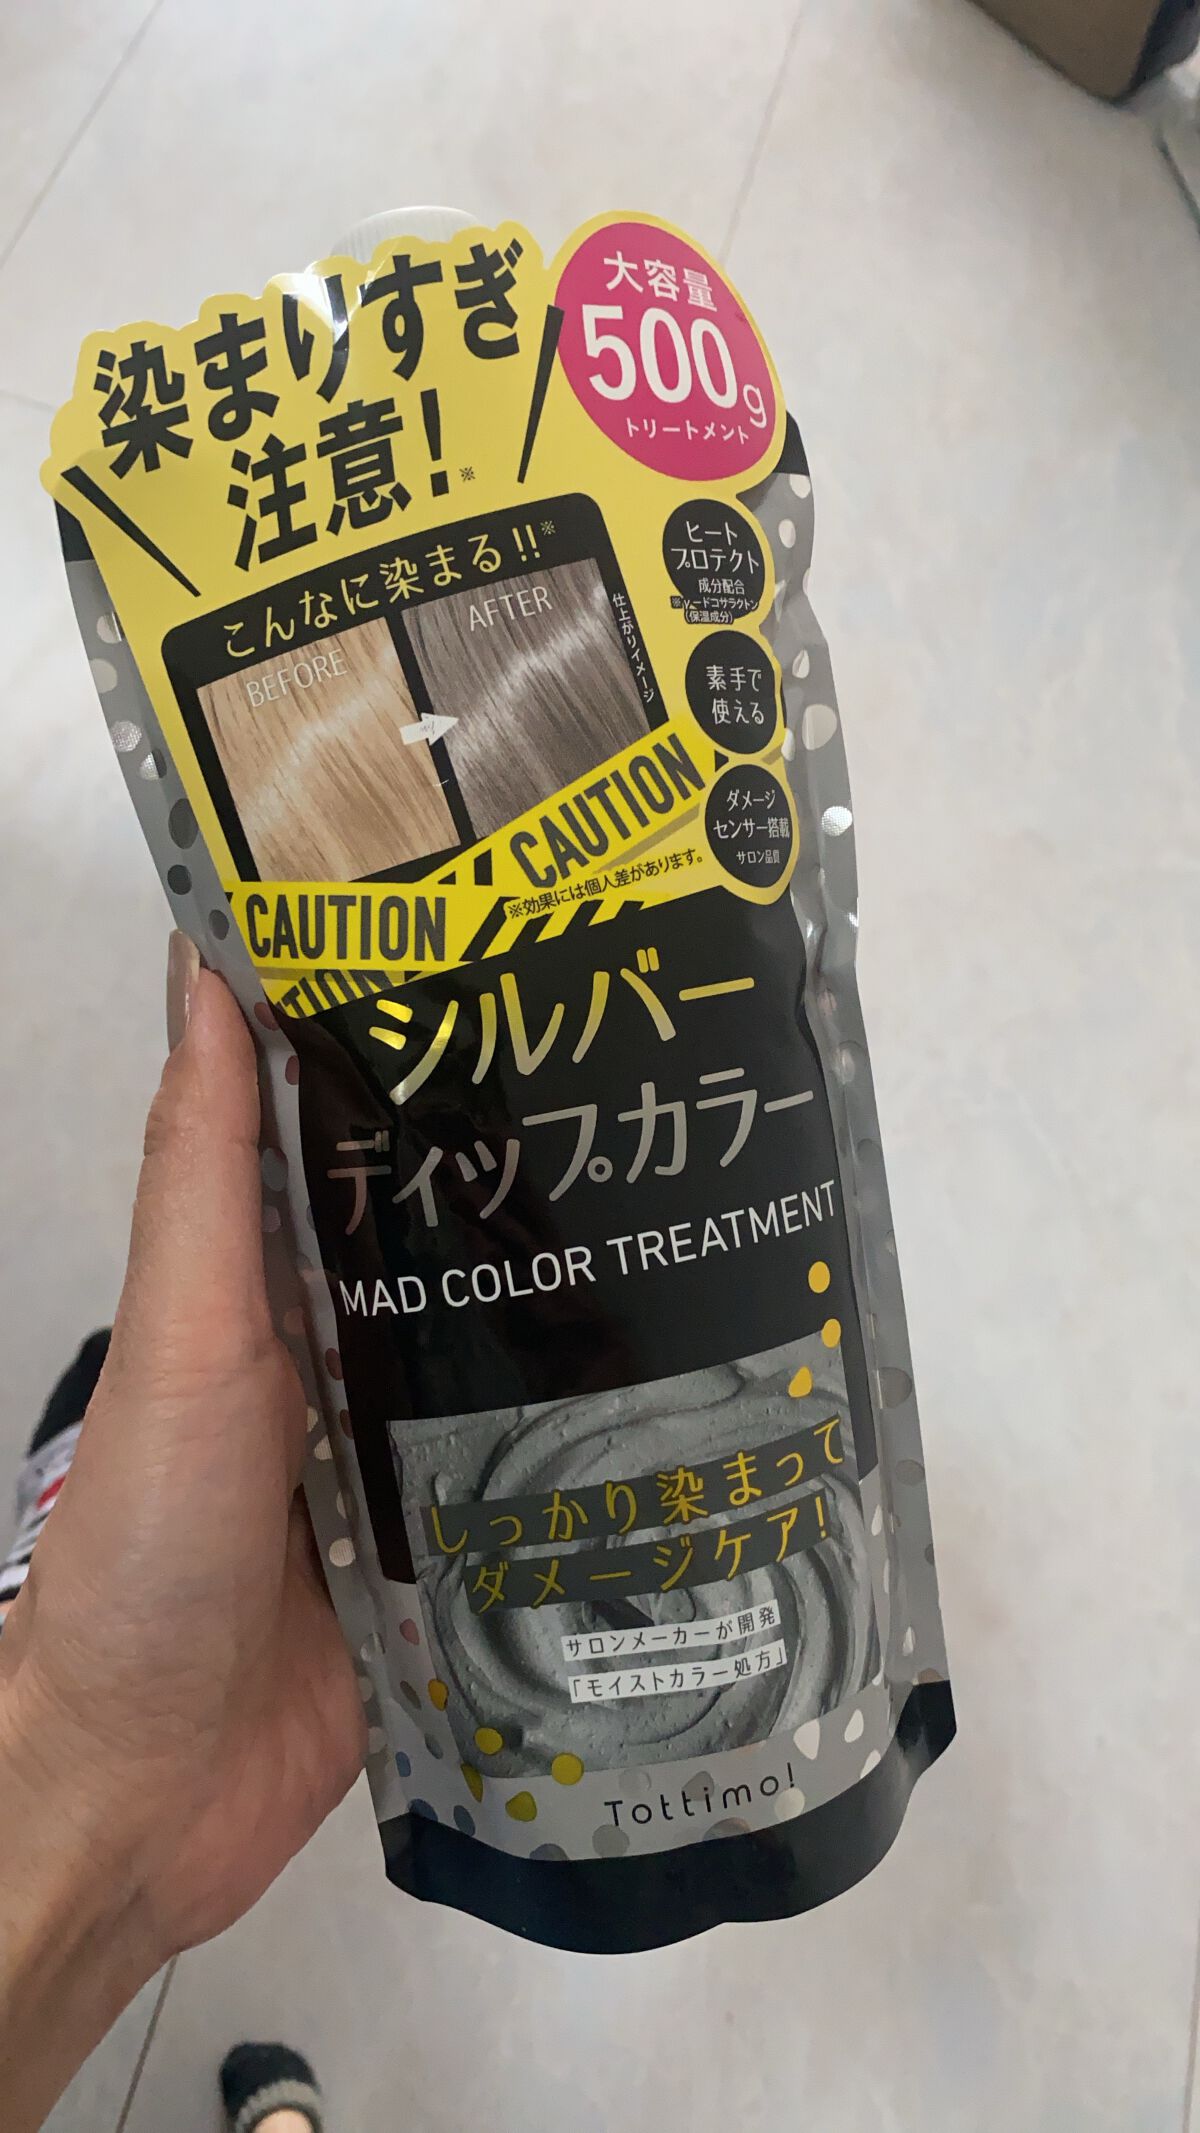 染まりすぎ
注意!※
大容量
500g
トリートメント
こんなに染まる!!※
BEFORE
AFTER
仕上がりイメージ
ヒート
プロテクト
成分配合
(保湿成分)
素手で
使える
ダメージ
センサー搭載
サロン品質
CAUTION
CAUTION
※効果には個人差があります。
シルバー
ディップカラー
MAD COLOR TREATMENT
しっかり染まって
ダメージケア!
サロンメーカーが開発
「モイストカラー処方」
Tottimo!